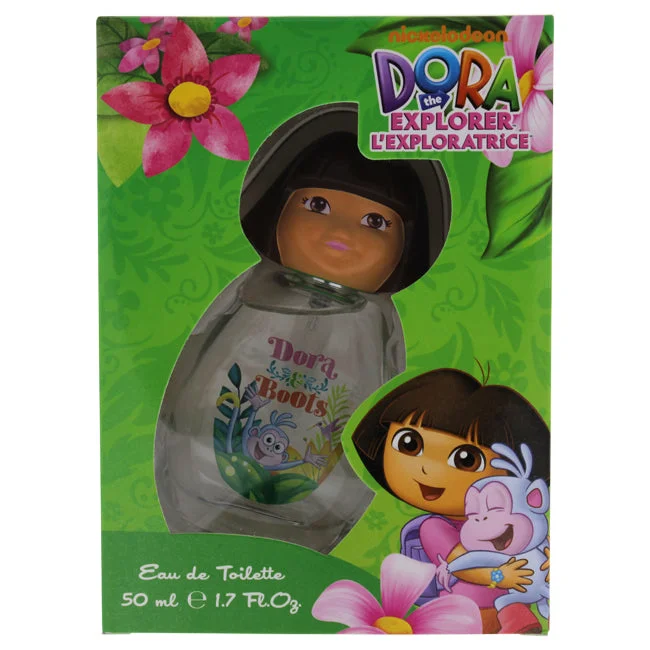 nickelodeon
DORA
the
EXPLORER
L'EXPLORATRICE
Dora
&
Boots
Eau de Toilette
50 ml ℮ 1.7 Fl.Oz.